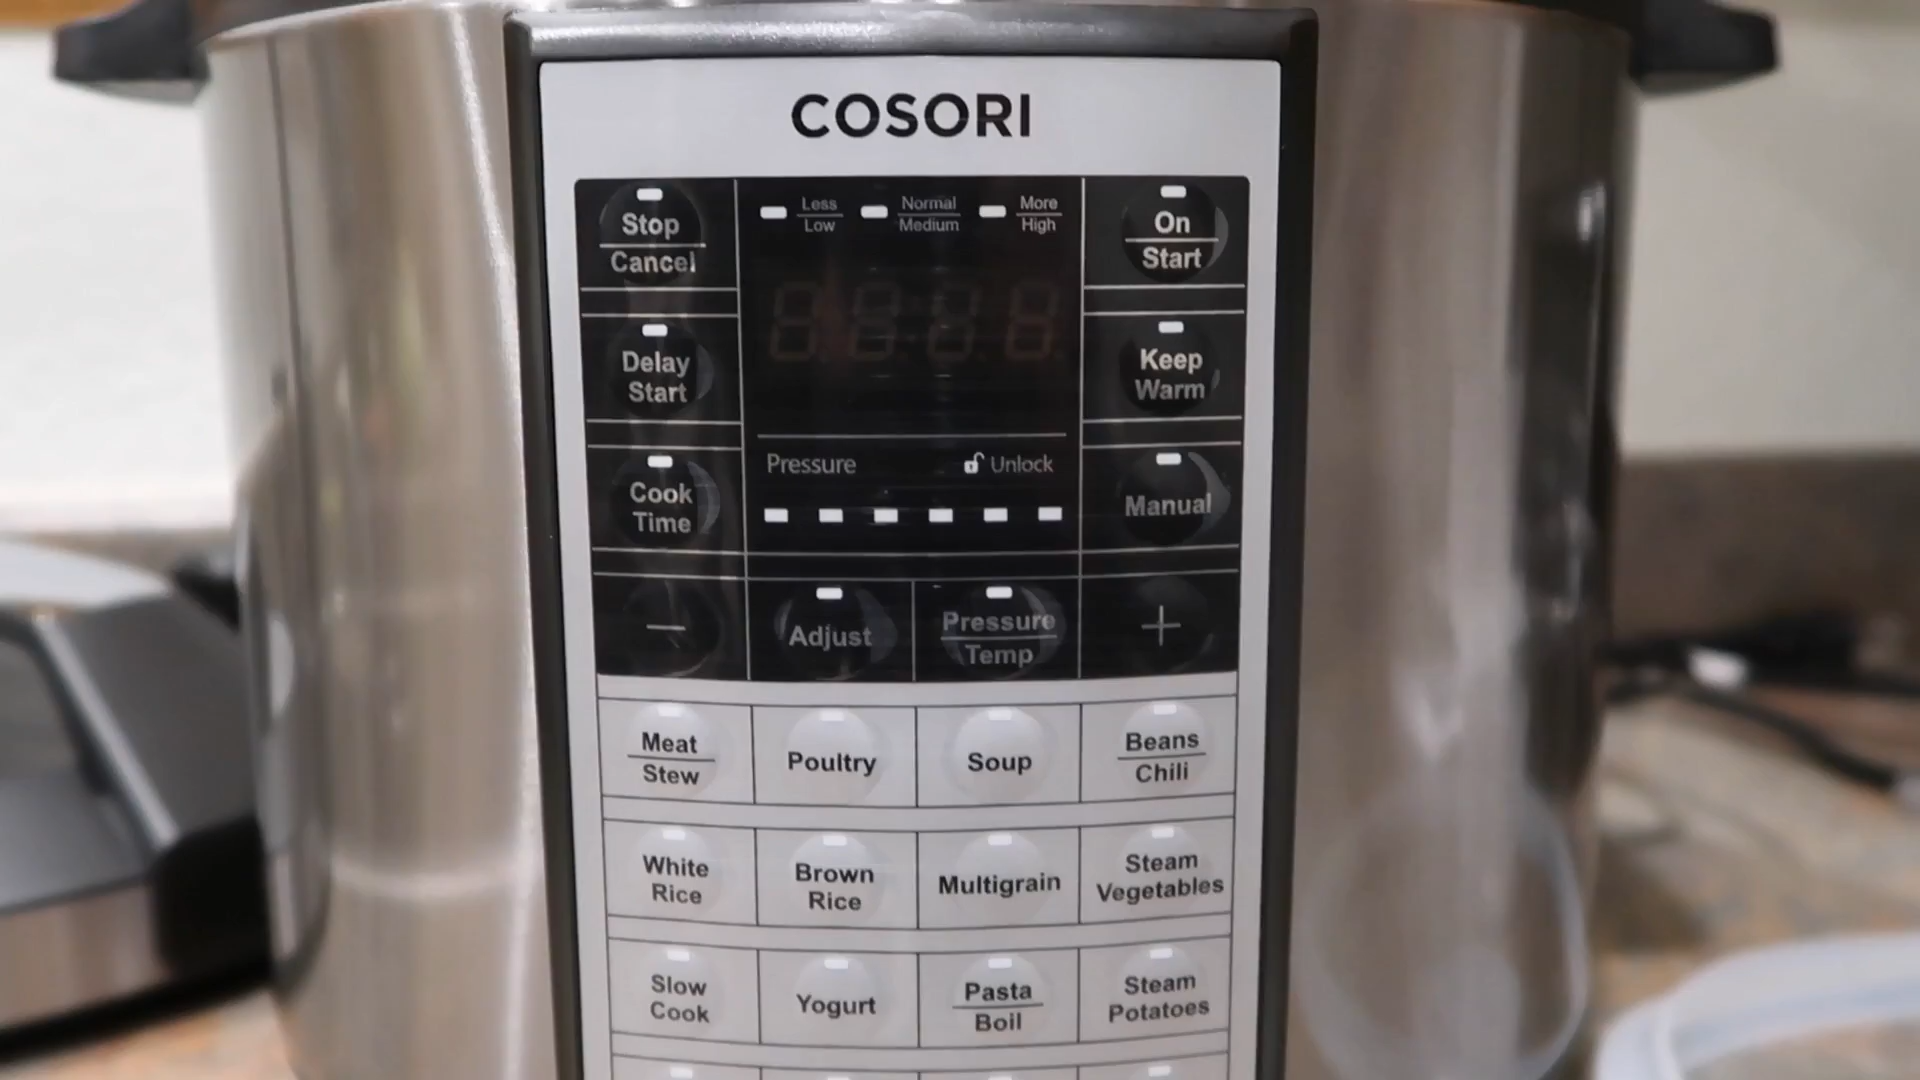 COSORI
Stop
Cancel
Less
Low
Normal
Medium
More
High
On
Start
Delay
Start
Keep
Warm
Cook
Time
Pressure
Unlock
Manual
—
Adjust
Pressure
Temp
+
Meat
Stew
Poultry
Soup
Beans
Chili
White
Rice
Brown
Rice
Multigrain
Steam
Vegetables
Slow
Cook
Yogurt
Pasta
Boil
Steam
Potatoes